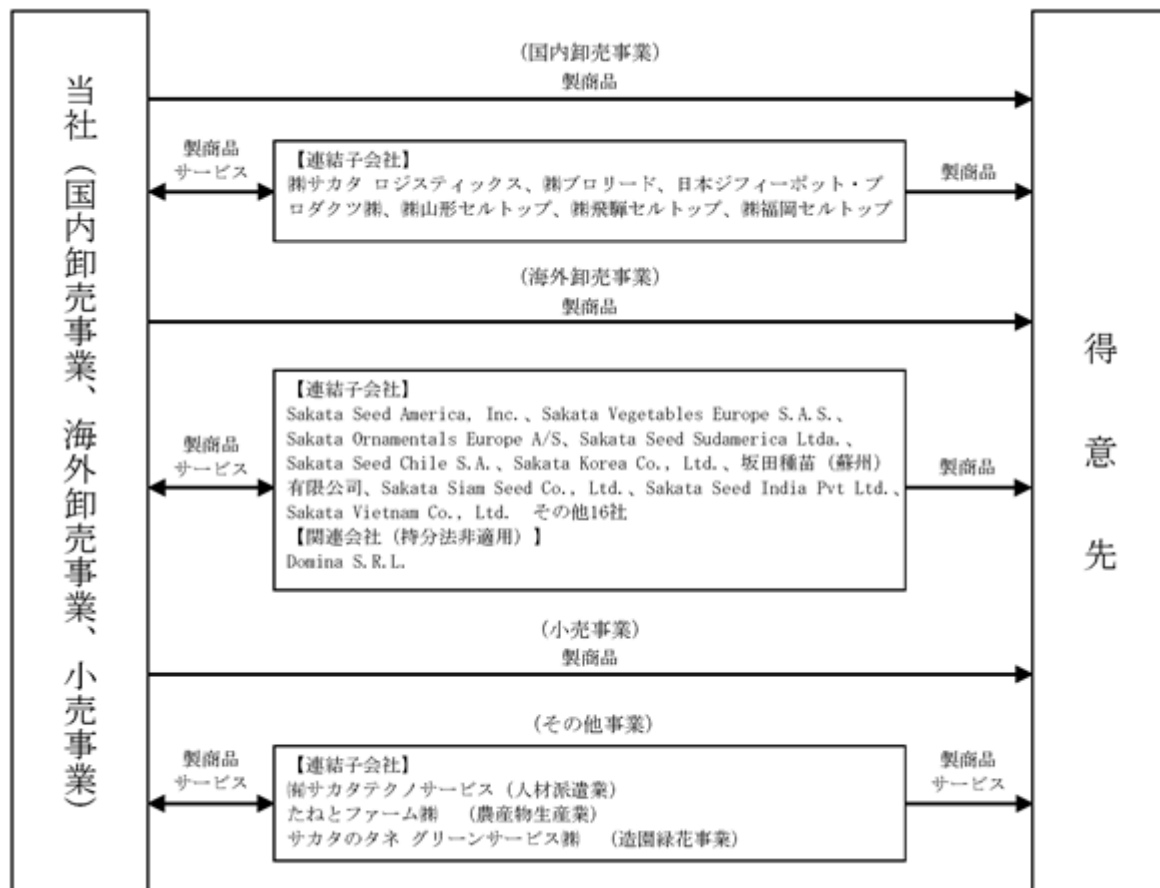 当社（国内卸売事業、海外卸売事業、小売事業）
(国内卸売事業)
製商品
製商品
サービス
【連結子会社】
㈱サカタ ロジスティックス、㈱ブロリード、日本ジフィーポット・プ
ロダクツ㈱、㈱山形セルトップ、㈱飛騨セルトップ、㈱福岡セルトップ
製商品
(海外卸売事業)
製商品
製商品
サービス
【連結子会社】
Sakata Seed America, Inc.、Sakata Vegetables Europe S.A.S.、
Sakata Ornamentals Europe A/S、Sakata Seed Sudamerica Ltda.、
Sakata Seed Chile S.A.、Sakata Korea Co., Ltd.、坂田種苗（蘇州）
有限公司、Sakata Siam Seed Co., Ltd.、Sakata Seed India Pvt Ltd.、
Sakata Vietnam Co., Ltd.　その他16社
【関連会社（持分法非適用）】
Domina S.R.L.
製商品
(小売事業)
製商品
(その他事業)
製商品
サービス
【連結子会社】
㈲サカタテクノサービス（人材派遣業）
たねとファーム㈱　（農産物生産業）
サカタのタネ グリーンサービス㈱　（造園緑花事業）
製商品
サービス
得意先